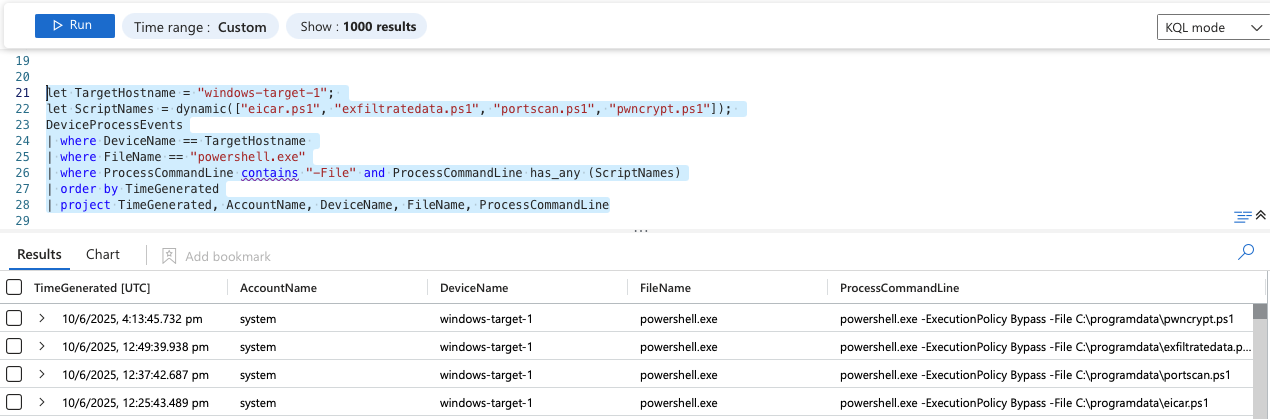 Run Time range : Custom Show : 1000 results KQL mode
19
20
21 let TargetHostname = "windows-target-1";
22 let ScriptNames = dynamic(["eicar.ps1", "exfiltratedata.ps1", "portscan.ps1", "pwncrypt.ps1"]);
23 DeviceProcessEvents
24 | where DeviceName == TargetHostname
25 | where FileName == "powershell.exe"
26 | where ProcessCommandLine contains "-File" and ProcessCommandLine has_any (ScriptNames)
27 | order by TimeGenerated
28 | project TimeGenerated, AccountName, DeviceName, FileName, ProcessCommandLine
29
Results Chart Add bookmark
TimeGenerated [UTC] AccountName DeviceName FileName ProcessCommandLine
10/6/2025, 4:13:45.732 pm system windows-target-1 powershell.exe powershell.exe -ExecutionPolicy Bypass -File C:\programdata\pwncrypt.ps1
10/6/2025, 12:49:39.938 pm system windows-target-1 powershell.exe powershell.exe -ExecutionPolicy Bypass -File C:\programdata\exfiltratedata.p...
10/6/2025, 12:37:42.687 pm system windows-target-1 powershell.exe powershell.exe -ExecutionPolicy Bypass -File C:\programdata\portscan.ps1
10/6/2025, 12:25:43.489 pm system windows-target-1 powershell.exe powershell.exe -ExecutionPolicy Bypass -File C:\programdata\eicar.ps1